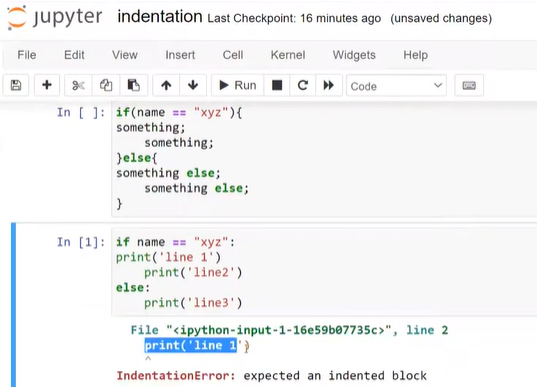 jupyter indentation Last Checkpoint: 16 minutes ago (unsaved changes)
File Edit View Insert Cell Kernel Widgets Help
Run Code
In [ ]: if(name == "xyz"){
something;
    something;
}else{
something else;
    something else;
}
In [1]: if name == "xyz":
print('line 1')
    print('line2')
else:
    print('line3')
File "<ipython-input-1-16e59b07735c>", line 2
    print('line 1')
    ^
IndentationError: expected an indented block